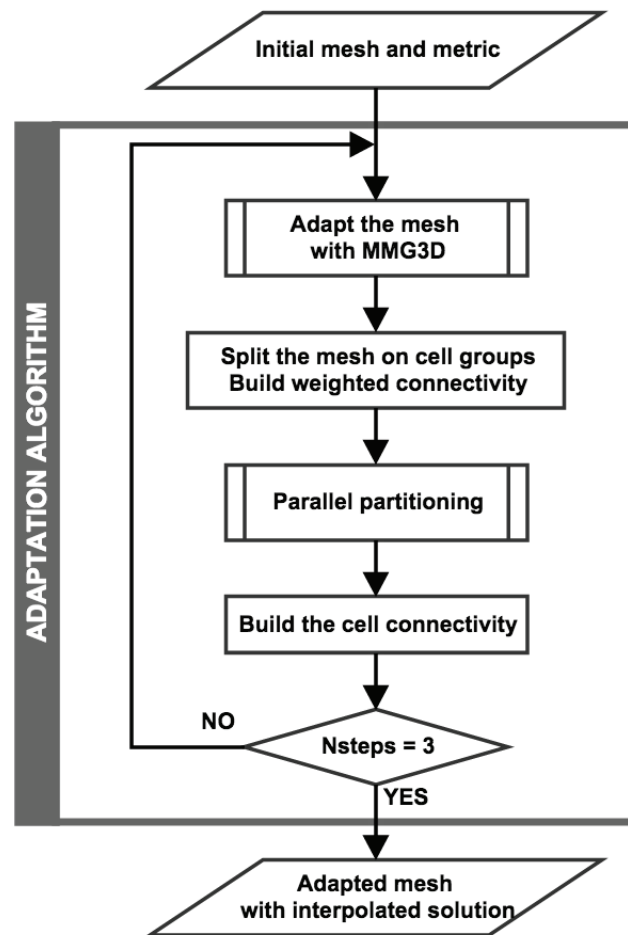 Initial mesh and metric
ADAPTATION ALGORITHM
Adapt the mesh
with MMG3D
Split the mesh on cell groups
Build weighted connectivity
Parallel partitioning
Build the cell connectivity
NO
Nsteps = 3
YES
Adapted mesh
with interpolated solution